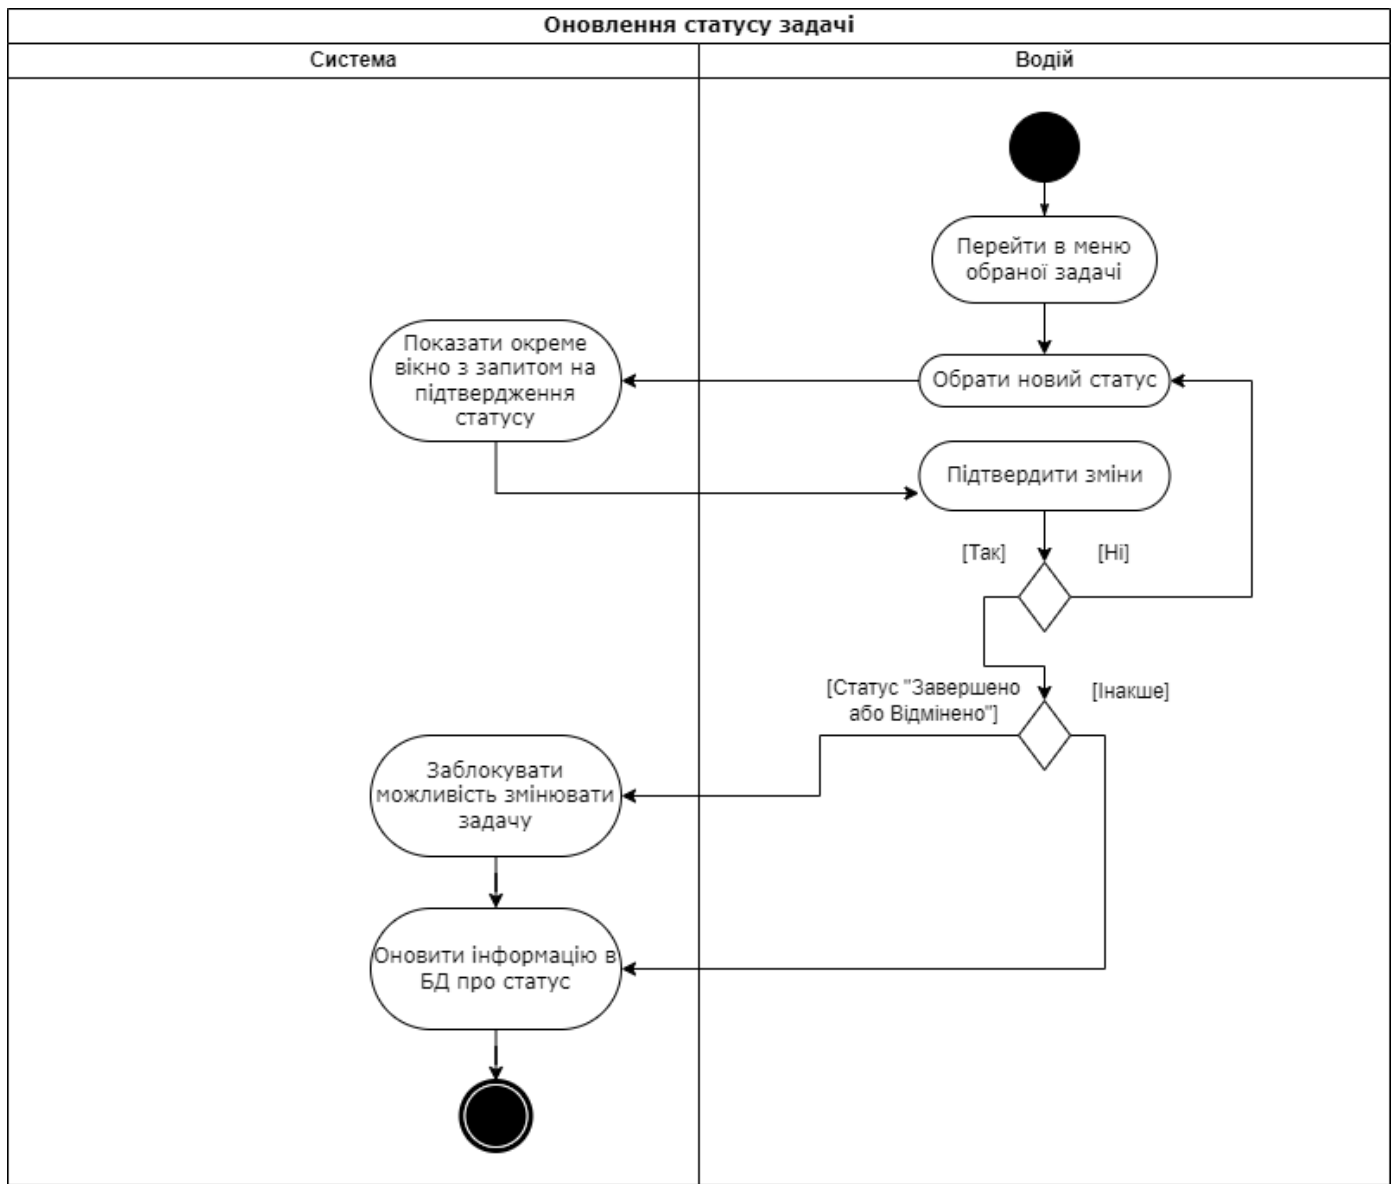 Оновлення статусу задачі
Система
Водій
Перейти в меню
обраної задачі
Показати окреме
вікно з запитом на
підтвердження
статусу
Обрати новий статус
Підтвердити зміни
[Так]
[Ні]
[Статус "Завершено
або Відмінено"]
[Інакше]
Заблокувати
можливість змінювати
задачу
Оновити інформацію в
БД про статус